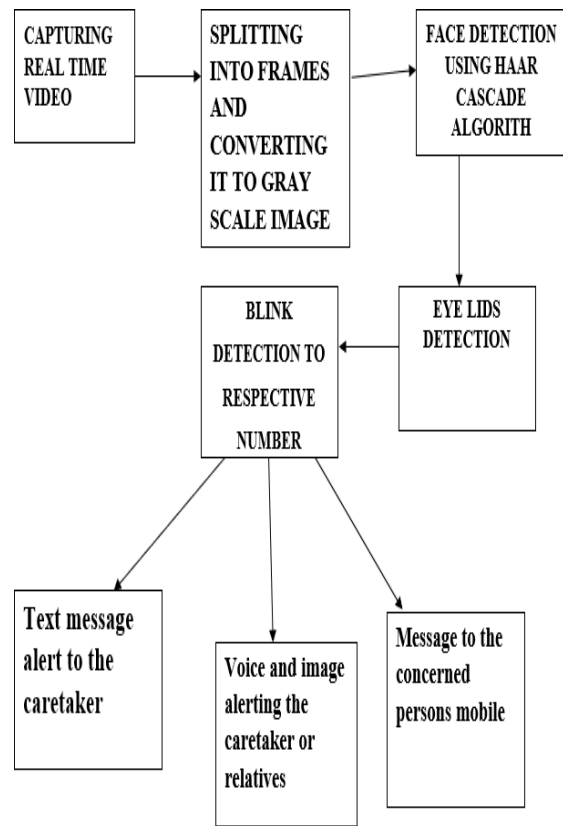 CAPTURING
REAL TIME
VIDEO
SPLITTING
INTO FRAMES
AND
CONVERTING
IT TO GRAY
SCALE IMAGE
FACE DETECTION
USING HAAR
CASCADE
ALGORITH
EYE LIDS
DETECTION
BLINK
DETECTION TO
RESPECTIVE
NUMBER
Text message
alert to the
caretaker
Voice and image
alerting the
caretaker or
relatives
Message to the
concerned
persons mobile